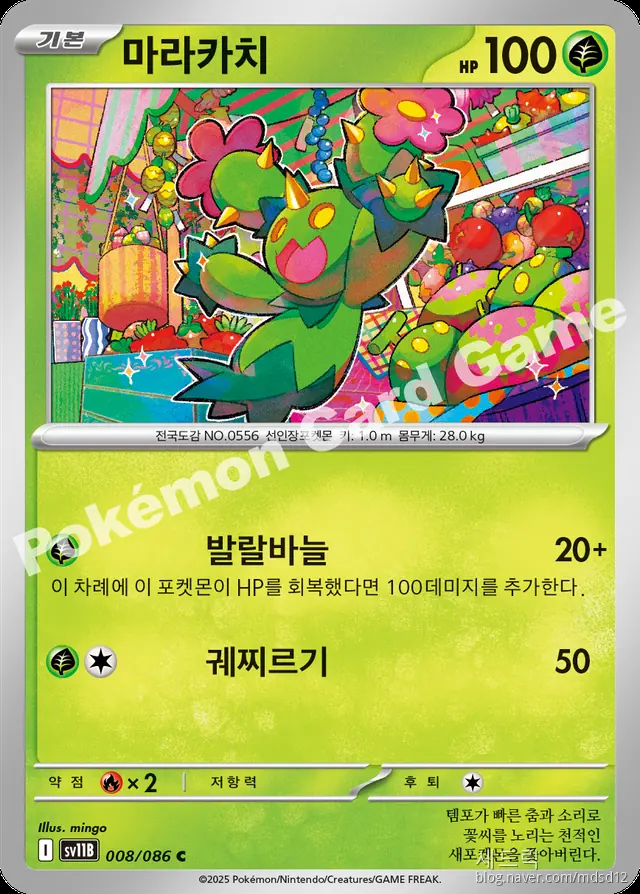 기본 마라카치 HP 100
전국도감 NO.0556 선인장포켓몬 키: 1.0 m 몸무게: 28.0 kg
Pokémon Card Game
발랄바늘 20+
이 차례에 이 포켓몬이 HP를 회복했다면 100데미지를 추가한다.
궤찌르기 50
약점 ×2 저항력 후퇴
Illus. mingo
템포가 빠른 춤과 소리로
꽃씨를 노리는 천적인
새포켓몬을 쫓아버린다.
I sv11B 008/086 C
blog.naver.com/mdsd12
©2025 Pokémon/Nintendo/Creatures/GAME FREAK.